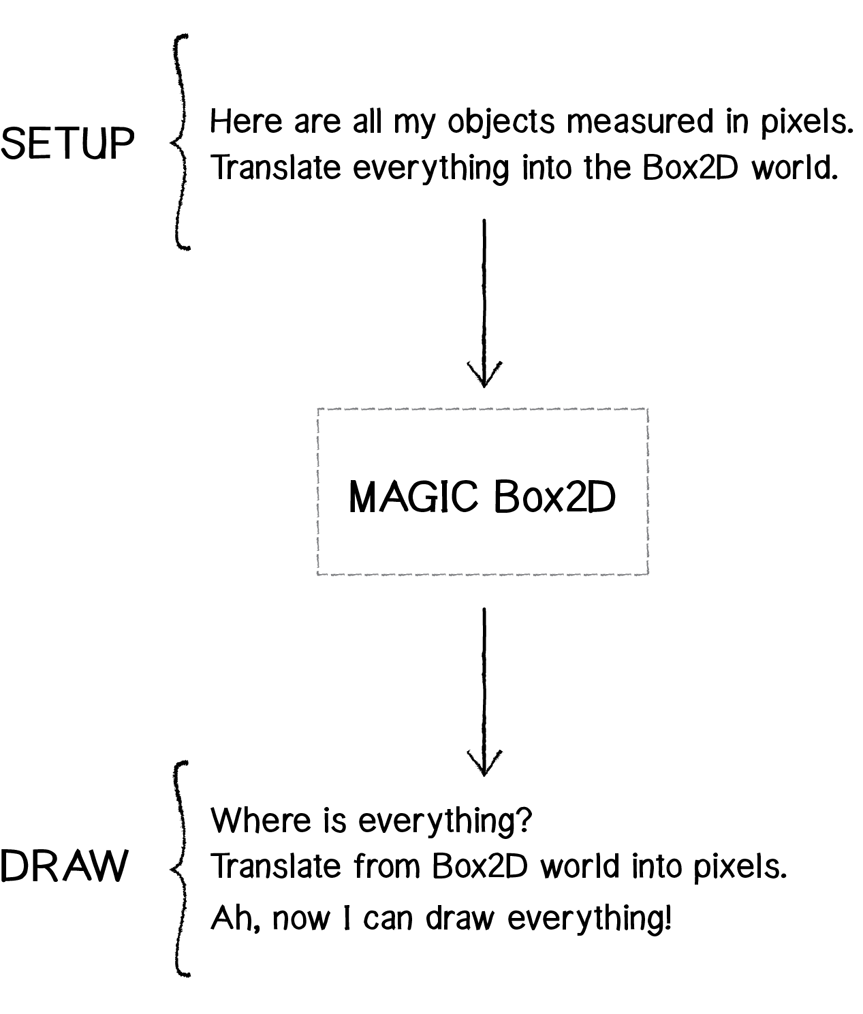 SETUP
Here are all my objects measured in pixels.
Translate everything into the Box2D world.
MAGIC Box2D
DRAW
Where is everything?
Translate from Box2D world into pixels.
Ah, now I can draw everything!